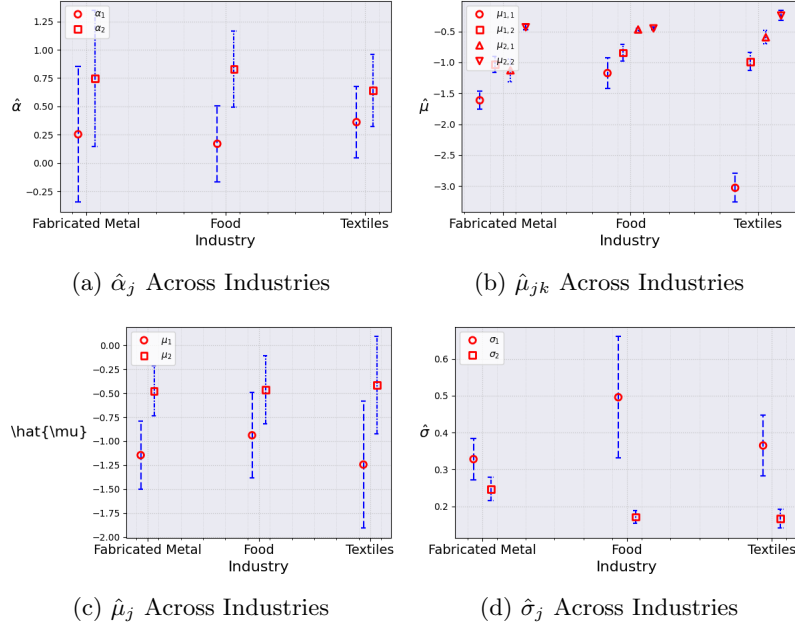 1.25
1.00
0.75
0.50
0.25
0.00
−0.25
α̂
α₁
α₂
Fabricated Metal Food Textiles
Industry
(a) α̂ⱼ Across Industries
−0.5
−1.0
−1.5
−2.0
−2.5
−3.0
μ̂
μ₁,₁
μ₁,₂
μ₂,₁
μ₂,₂
Fabricated Metal Food Textiles
Industry
(b) μ̂ⱼₖ Across Industries
0.00
−0.25
−0.50
−0.75
−1.00
−1.25
−1.50
−1.75
−2.00
\hat{\mu}
μ₁
μ₂
Fabricated Metal Food Textiles
Industry
(c) μ̂ⱼ Across Industries
0.6
0.5
0.4
0.3
0.2
σ̂
σ₁
σ₂
Fabricated Metal Food Textiles
Industry
(d) σ̂ⱼ Across Industries